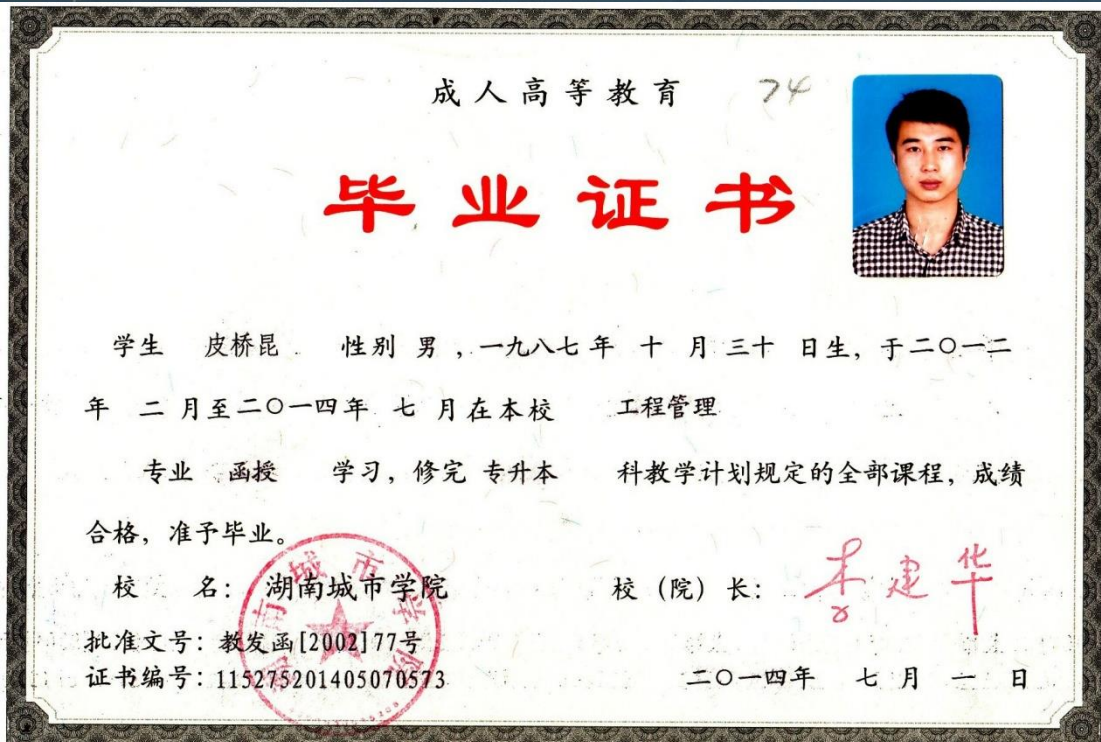 成人高等教育 74
毕业证书
学生 皮桥昆 性别 男 ，一九八七年 十 月 三十 日生，于二〇一二
年 二 月至二〇一四年 七 月在本校 工程管理
专业 函授 学习，修完 专升本 科教学计划规定的全部课程，成绩
合格，准予毕业。
校 名： 湖南城市学院 校（院）长： 李建华
批准文号：教发函[2002]77号
证书编号：115275201405070573 二〇一四年 七 月 一 日
湖南城市学院